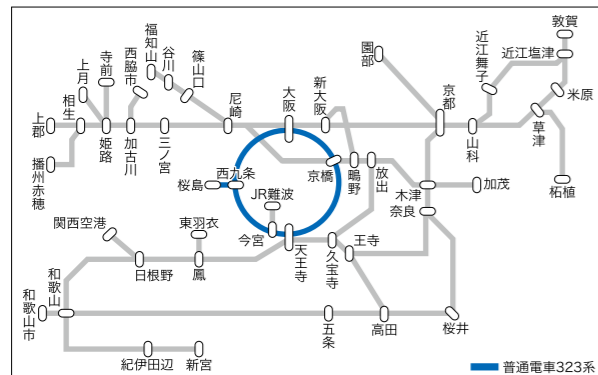 敦賀
近江塩津
園部
近江舞子
米原
京都
山科
草津
柘植
福知山
谷川
篠山口
西脇市
寺前
上月
相生
上郡
播州赤穂
姫路
加古川
三ノ宮
尼崎
大阪
新大阪
京橋
鴫野
放出
木津
加茂
奈良
西九条
桜島
JR難波
今宮
天王寺
久宝寺
王寺
関西空港
東羽衣
日根野
鳳
和歌山
和歌山市
五条
高田
桜井
紀伊田辺
新宮
普通電車323系